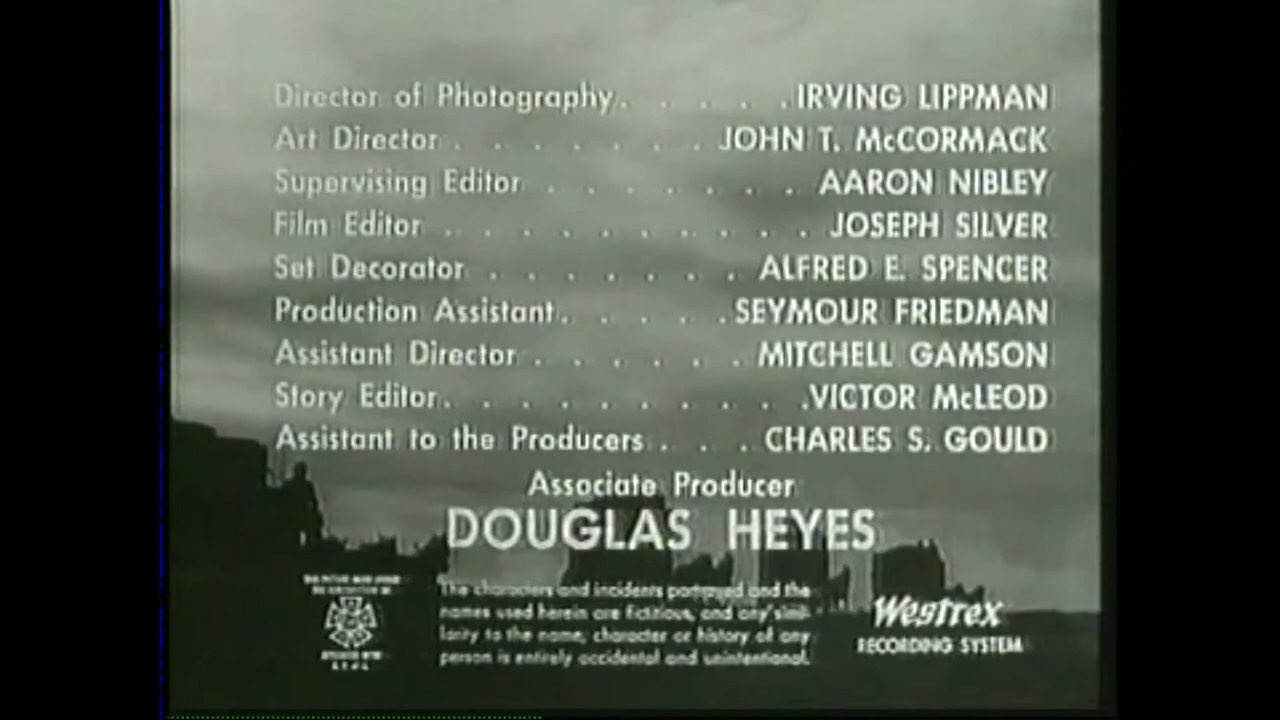 Director of Photography. . . . . .IRVING LIPPMAN
Art Director . . . . . . . JOHN T. McCORMACK
Supervising Editor . . . . . . . AARON NIBLEY
Film Editor . . . . . . . . . . JOSEPH SILVER
Set Decorator . . . . . . . ALFRED E. SPENCER
Production Assistant. . . . . .SEYMOUR FRIEDMAN
Assistant Director . . . . . . MITCHELL GAMSON
Story Editor. . . . . . . . . .VICTOR McLEOD
Assistant to the Producers . . . CHARLES S. GOULD
Associate Producer
DOUGLAS HEYES
The characters and incidents portrayed and the
names used herein are fictitious, and any simi-
larity to the name, character or history of any
person is entirely accidental and unintentional.
Westrex
RECORDING SYSTEM